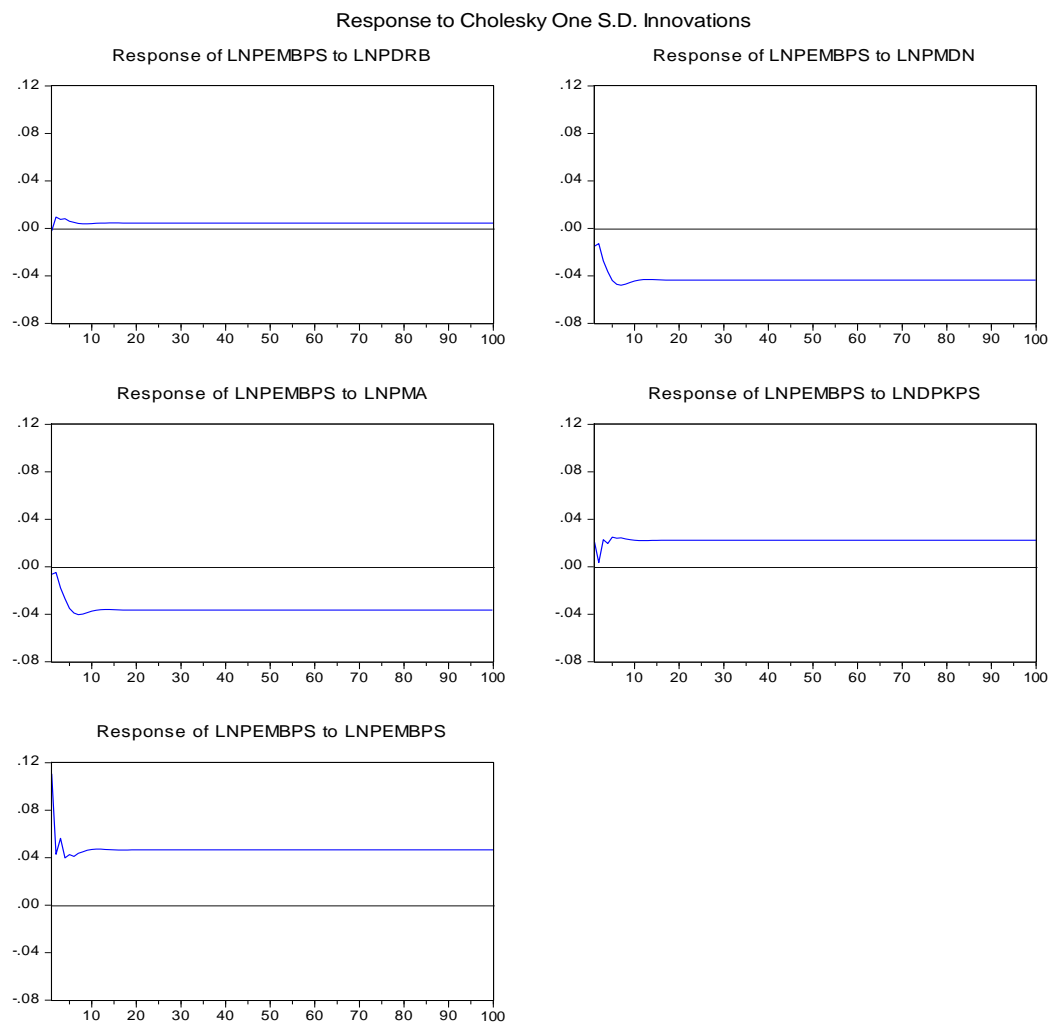 Response to Cholesky One S.D. Innovations
Response of LNPEMBPS to LNPDRB
.12
.08
.04
.00
-.04
-.08
10 20 30 40 50 60 70 80 90 100
Response of LNPEMBPS to LNPMDN
.12
.08
.04
.00
-.04
-.08
10 20 30 40 50 60 70 80 90 100
Response of LNPEMBPS to LNPMA
.12
.08
.04
.00
-.04
-.08
10 20 30 40 50 60 70 80 90 100
Response of LNPEMBPS to LNDPKPS
.12
.08
.04
.00
-.04
-.08
10 20 30 40 50 60 70 80 90 100
Response of LNPEMBPS to LNPEMBPS
.12
.08
.04
.00
-.04
-.08
10 20 30 40 50 60 70 80 90 100